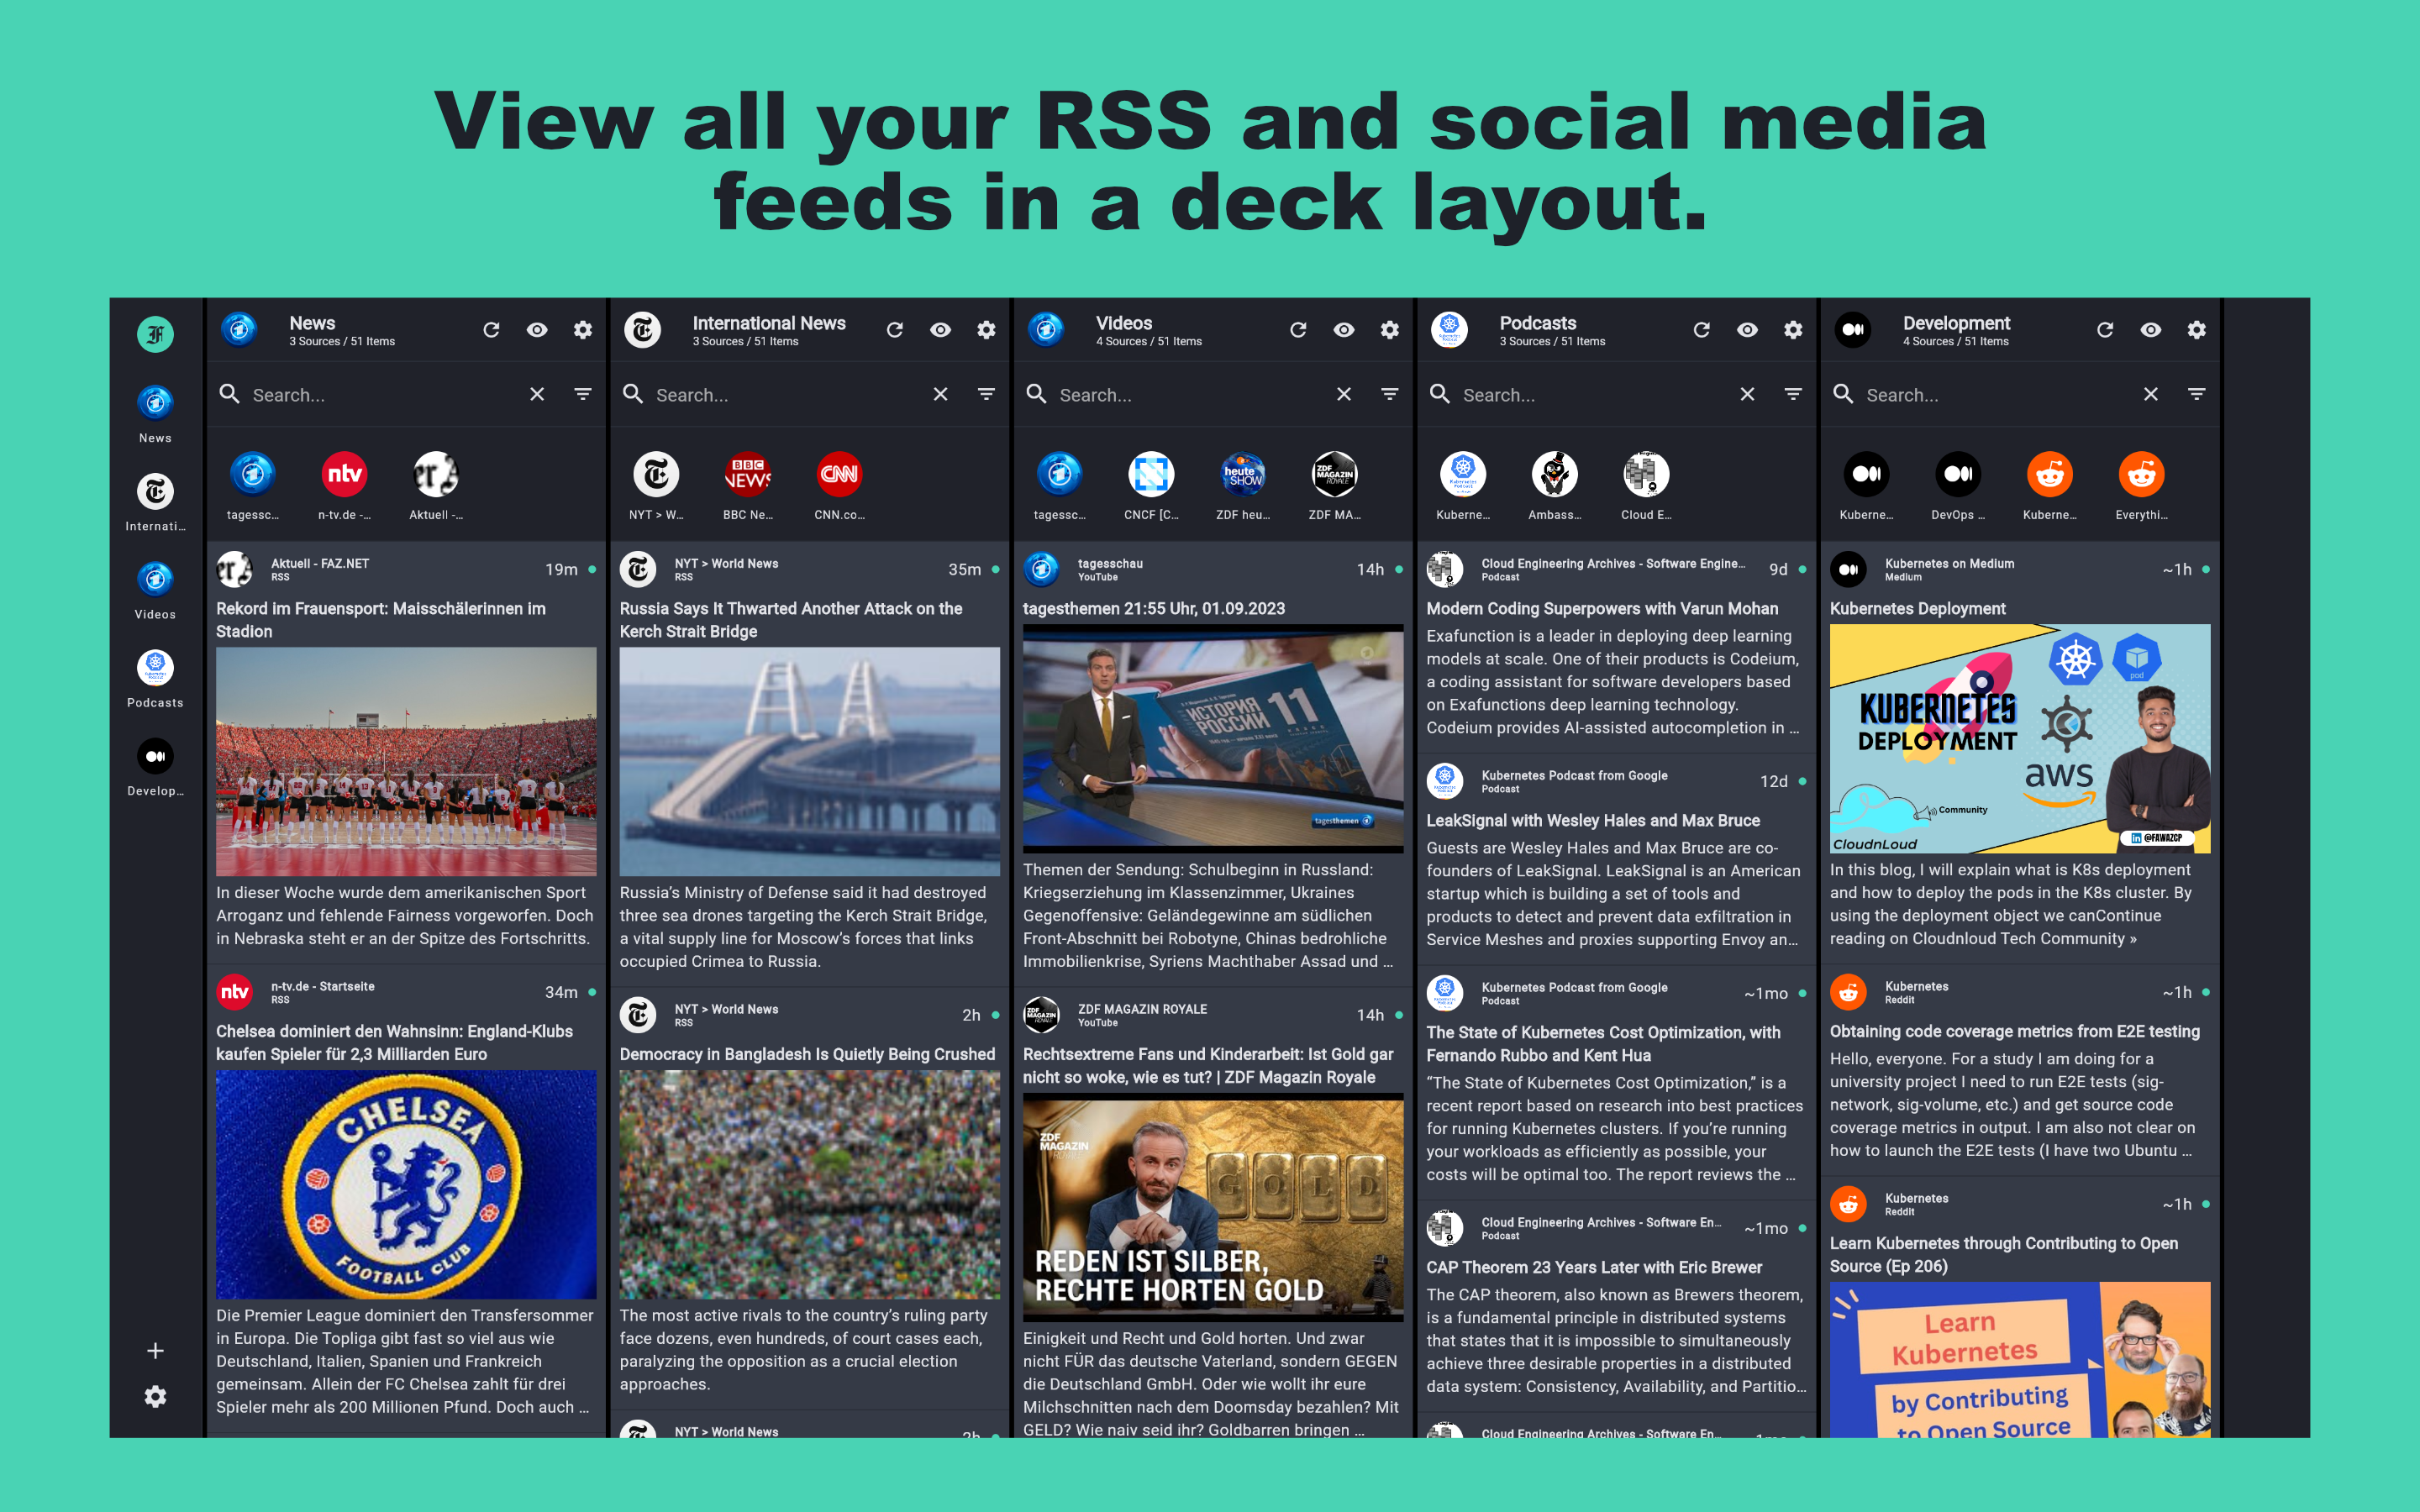 View all your RSS and social media
feeds in a deck layout.
News
Internati...
Videos
Podcasts
Develop...
News
3 Sources / 51 Items
Search...
tagessc...
ntv
n-tv.de -...
Aktuell -...
Aktuell - FAZ.NET
RSS
19m
Rekord im Frauensport: Maisschälerinnen im
Stadion
In dieser Woche wurde dem amerikanischen Sport
Arroganz und fehlende Fairness vorgeworfen. Doch
in Nebraska steht er an der Spitze des Fortschritts.
ntv
n-tv.de - Startseite
RSS
34m
Chelsea dominiert den Wahnsinn: England-Klubs
kaufen Spieler für 2,3 Milliarden Euro
CHELSEA
FOOTBALL CLUB
Die Premier League dominiert den Transfersommer
in Europa. Die Topliga gibt fast so viel aus wie
Deutschland, Italien, Spanien und Frankreich
gemeinsam. Allein der FC Chelsea zahlt für drei
Spieler mehr als 200 Millionen Pfund. Doch auch ...
International News
3 Sources / 51 Items
Search...
NYT > W...
BBC NEWS
BBC Ne...
CNN
CNN.co...
NYT > World News
RSS
35m
Russia Says It Thwarted Another Attack on the
Kerch Strait Bridge
Russia’s Ministry of Defense said it had destroyed
three sea drones targeting the Kerch Strait Bridge,
a vital supply line for Moscow’s forces that links
occupied Crimea to Russia.
NYT > World News
RSS
2h
Democracy in Bangladesh Is Quietly Being Crushed
The most active rivals to the country’s ruling party
face dozens, even hundreds, of court cases each,
paralyzing the opposition as a crucial election
approaches.
NYT > World News
2h
Videos
4 Sources / 51 Items
Search...
tagessc...
CNCF [C...
heute SHOW
ZDF heu...
ZDF MAGAZIN ROYALE
ZDF MA...
tagesschau
YouTube
14h
tagesthemen 21:55 Uhr, 01.09.2023
ИСТОРИЯ
РОССИИ 11
tagesthemen
Themen der Sendung: Schulbeginn in Russland:
Kriegserziehung im Klassenzimmer, Ukraines
Gegenoffensive: Geländegewinne am südlichen
Front-Abschnitt bei Robotyne, Chinas bedrohliche
Immobilienkrise, Syriens Machthaber Assad und ...
ZDF MAGAZIN ROYALE
YouTube
14h
Rechtsextreme Fans und Kinderarbeit: Ist Gold gar
nicht so woke, wie es tut? | ZDF Magazin Royale
ZDF
MAGAZIN
ROYALE
GOLD
REDEN IST SILBER,
RECHTE HORTEN GOLD
Einigkeit und Recht und Gold horten. Und zwar
nicht FÜR das deutsche Vaterland, sondern GEGEN
die Deutschland GmbH. Oder wie wollt ihr eure
Milchschnitten nach dem Doomsday bezahlen? Mit
GELD? Wie naiv seid ihr? Goldbarren bringen ...
Podcasts
3 Sources / 51 Items
Search...
Kuberne...
Ambass...
Cloud E...
Cloud Engineering Archives - Software Engine...
Podcast
9d
Modern Coding Superpowers with Varun Mohan
Exafunction is a leader in deploying deep learning
models at scale. One of their products is Codeium,
a coding assistant for software developers based
on Exafunctions deep learning technology.
Codeium provides AI-assisted autocompletion in ...
Kubernetes Podcast from Google
Podcast
12d
LeakSignal with Wesley Hales and Max Bruce
Guests are Wesley Hales and Max Bruce are co-
founders of LeakSignal. LeakSignal is an American
startup which is building a set of tools and
products to detect and prevent data exfiltration in
Service Meshes and proxies supporting Envoy an...
Kubernetes Podcast from Google
Podcast
~1mo
The State of Kubernetes Cost Optimization, with
Fernando Rubbo and Kent Hua
“The State of Kubernetes Cost Optimization,” is a
recent report based on research into best practices
for running Kubernetes clusters. If you’re running
your workloads as efficiently as possible, your
costs will be optimal too. The report reviews the ...
Cloud Engineering Archives - Software En...
Podcast
~1mo
CAP Theorem 23 Years Later with Eric Brewer
The CAP theorem, also known as Brewers theorem,
is a fundamental principle in distributed systems
that states that it is impossible to simultaneously
achieve three desirable properties in a distributed
data system: Consistency, Availability, and Partitio...
Cloud Engineering Archives - Software En...
~1mo
Development
4 Sources / 51 Items
Search...
Kuberne...
DevOps ...
Kuberne...
Everythi...
Kubernetes on Medium
Medium
~1h
Kubernetes Deployment
KUBERNETES
DEPLOYMENT
pod
aws
Community
CloudnLoud
in @FAWAZCP
In this blog, I will explain what is K8s deployment
and how to deploy the pods in the K8s cluster. By
using the deployment object we canContinue
reading on Cloudnloud Tech Community »
Kubernetes
Reddit
~1h
Obtaining code coverage metrics from E2E testing
Hello, everyone. For a study I am doing for a
university project I need to run E2E tests (sig-
network, sig-volume, etc.) and get source code
coverage metrics in output. I am also not clear on
how to launch the E2E tests (I have two Ubuntu ...
Kubernetes
Reddit
~1h
Learn Kubernetes through Contributing to Open
Source (Ep 206)
Learn
Kubernetes
by Contributing
to Open Source